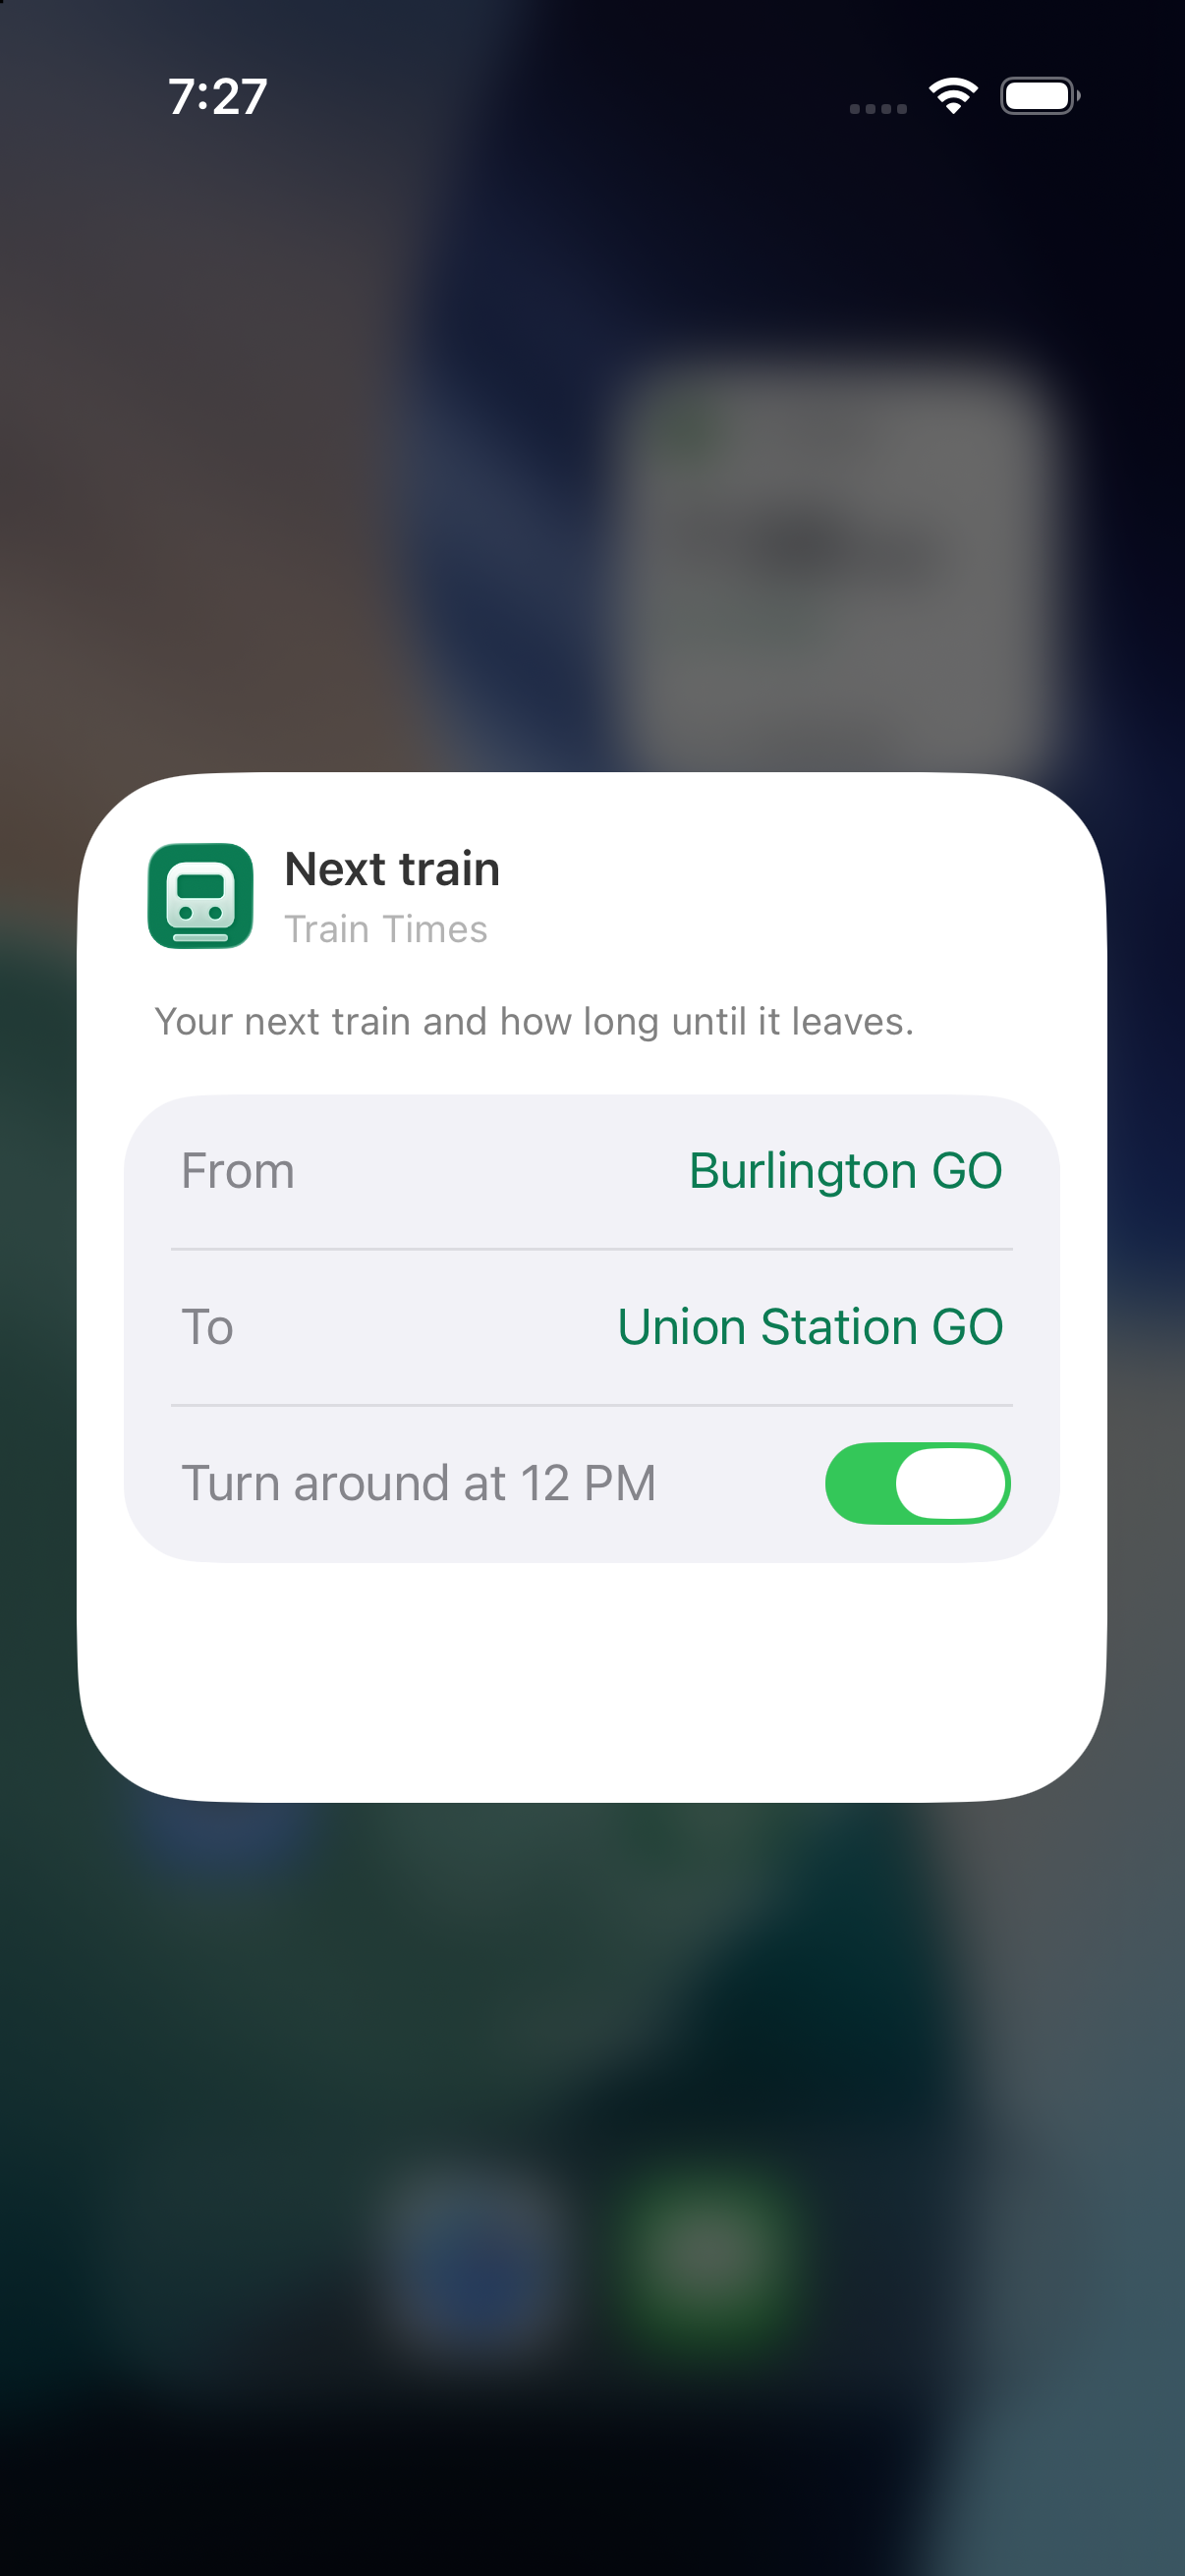 7:27
Next train
Train Times
Your next train and how long until it leaves.
From Burlington GO
To Union Station GO
Turn around at 12 PM